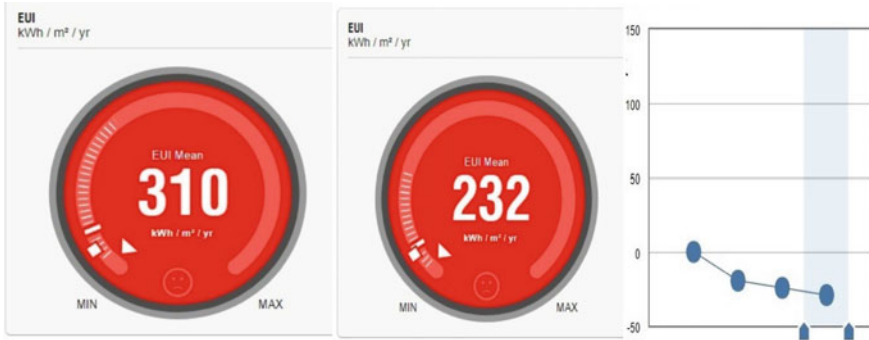 EUI
kWh / m² / yr
EUI Mean
310
kWh / m² / yr
MIN
MAX
EUI
kWh / m² / yr
EUI Mean
232
kWh / m² / yr
MIN
MAX
150
100
50
0
-50